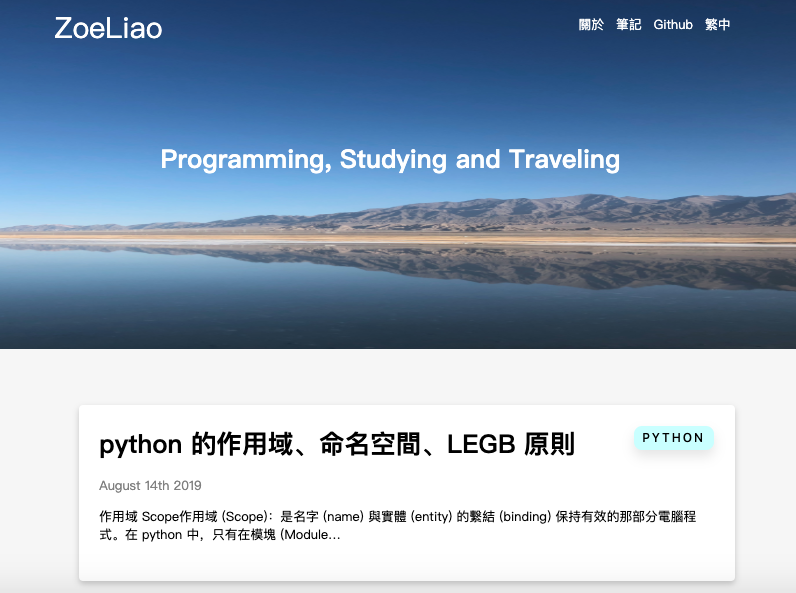 ZoeLiao
關於 筆記 Github 繁中
Programming, Studying and Traveling
python 的作用域、命名空間、LEGB 原則
PYTHON
August 14th 2019
作用域 Scope作用域 (Scope)：是名字 (name) 與實體 (entity) 的繫結 (binding) 保持有效的那部分電腦程
式。在 python 中，只有在模塊 (Module...